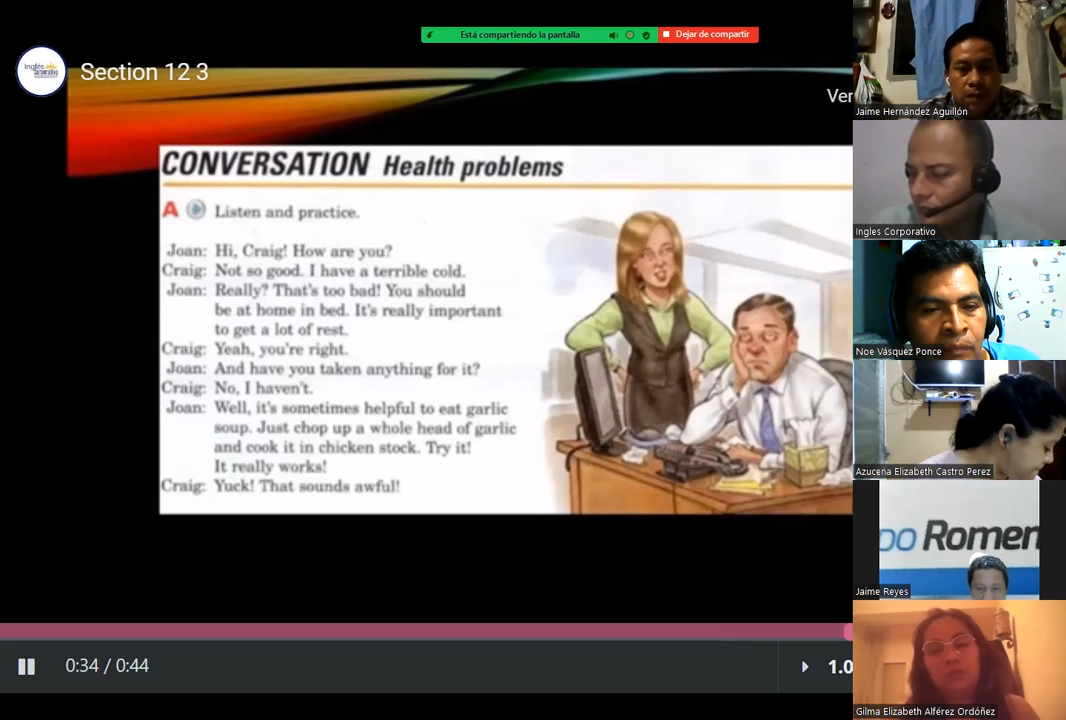 Está compartiendo la pantalla
Dejar de compartir
Section 12 3
CONVERSATION Health problems
A Listen and practice.
Joan: Hi, Craig! How are you?
Craig: Not so good. I have a terrible cold.
Joan: Really? That's too bad! You should
be at home in bed. It's really important
to get a lot of rest.
Craig: Yeah, you're right.
Joan: And have you taken anything for it?
Craig: No, I haven't.
Joan: Well, it's sometimes helpful to eat garlic
soup. Just chop up a whole head of garlic
and cook it in chicken stock. Try it!
It really works!
Craig: Yuck! That sounds awful!
0:34 / 0:44
Jaime Hernández Aguillón
Ingles Corporativo
Noe Vásquez Ponce
Azucena Elizabeth Castro Perez
Jaime Reyes
Gilma Elizabeth Alférez Ordóñez